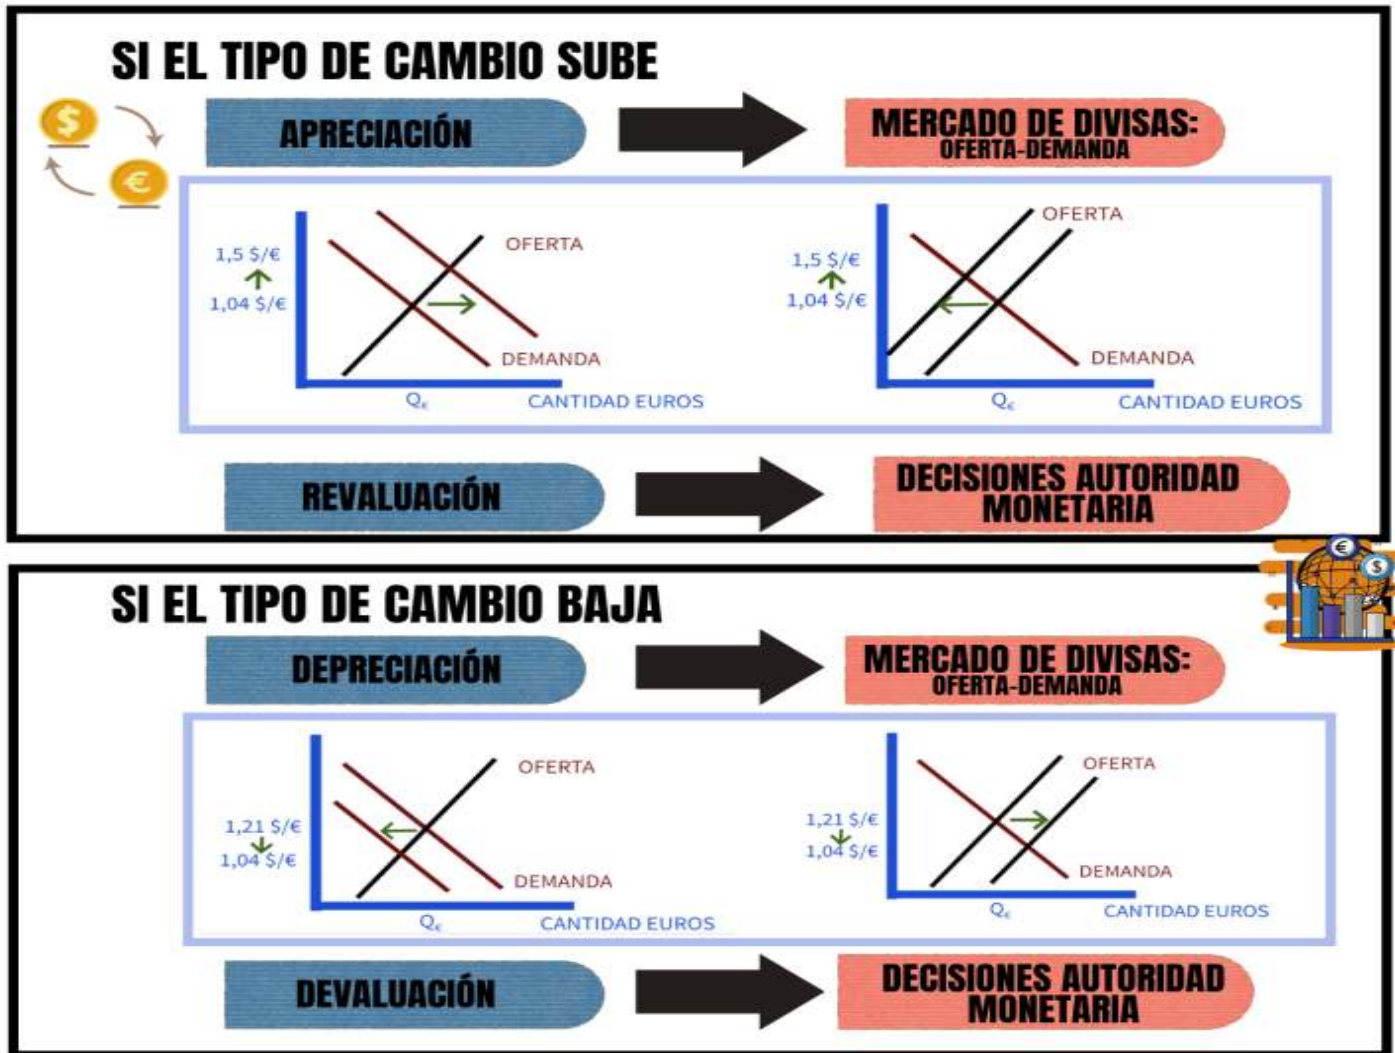 SI EL TIPO DE CAMBIO SUBE
$
€
APRECIACIÓN
MERCADO DE DIVISAS:
OFERTA-DEMANDA
1,5 $/€
1,04 $/€
OFERTA
DEMANDA
Q€
CANTIDAD EUROS
1,5 $/€
1,04 $/€
OFERTA
DEMANDA
Q€
CANTIDAD EUROS
REVALUACIÓN
DECISIONES AUTORIDAD
MONETARIA
€
$
SI EL TIPO DE CAMBIO BAJA
DEPRECIACIÓN
MERCADO DE DIVISAS:
OFERTA-DEMANDA
1,21 $/€
1,04 $/€
OFERTA
DEMANDA
Q€
CANTIDAD EUROS
1,21 $/€
1,04 $/€
OFERTA
DEMANDA
Q€
CANTIDAD EUROS
DEVALUACIÓN
DECISIONES AUTORIDAD
MONETARIA